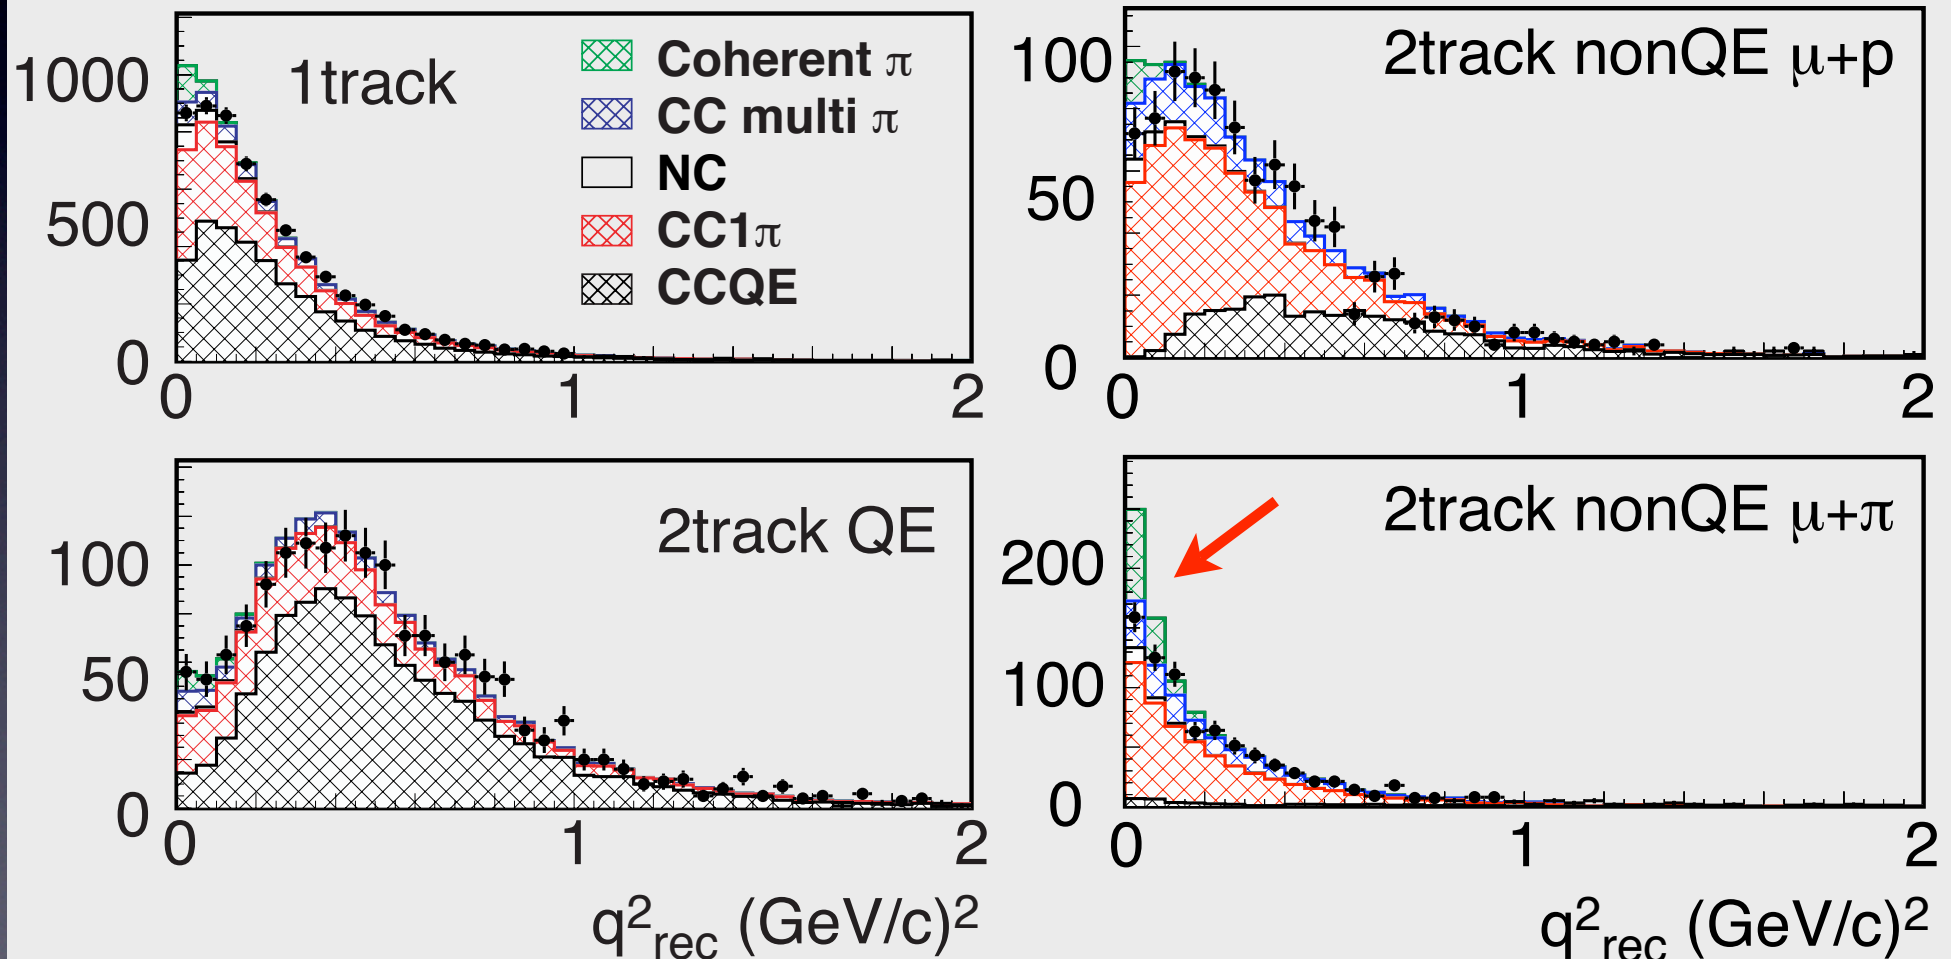 1track
Coherent π
CC multi π
NC
CC1π
CCQE
1000
500
0
0 1 2
2track nonQE μ+p
100
50
0
0 1 2
2track QE
100
50
0
0 1 2
q²rec (GeV/c)²
2track nonQE μ+π
200
100
0
0 1 2
q²rec (GeV/c)²